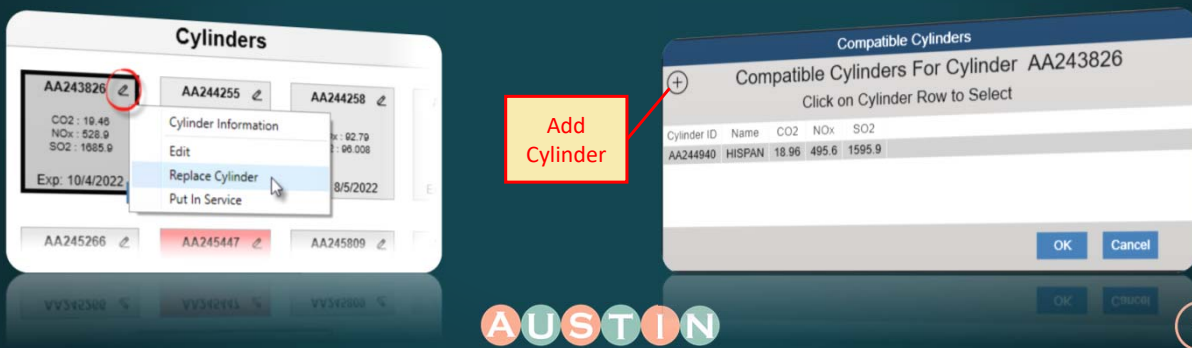 Cylinders
AA243826
CO2 : 19.46
NOx : 528.9
SO2 : 1685.9
Exp: 10/4/2022
AA244255
AA244258
: 92.79
: 96.008
8/5/2022
Cylinder Information
Edit
Replace Cylinder
Put In Service
AA245266
AA245447
AA245809
Add
Cylinder
Compatible Cylinders
Compatible Cylinders For Cylinder AA243826
Click on Cylinder Row to Select
Cylinder ID Name CO2 NOx SO2
AA244940 HISPAN 18.96 495.6 1595.9
OK Cancel
AUSTIN